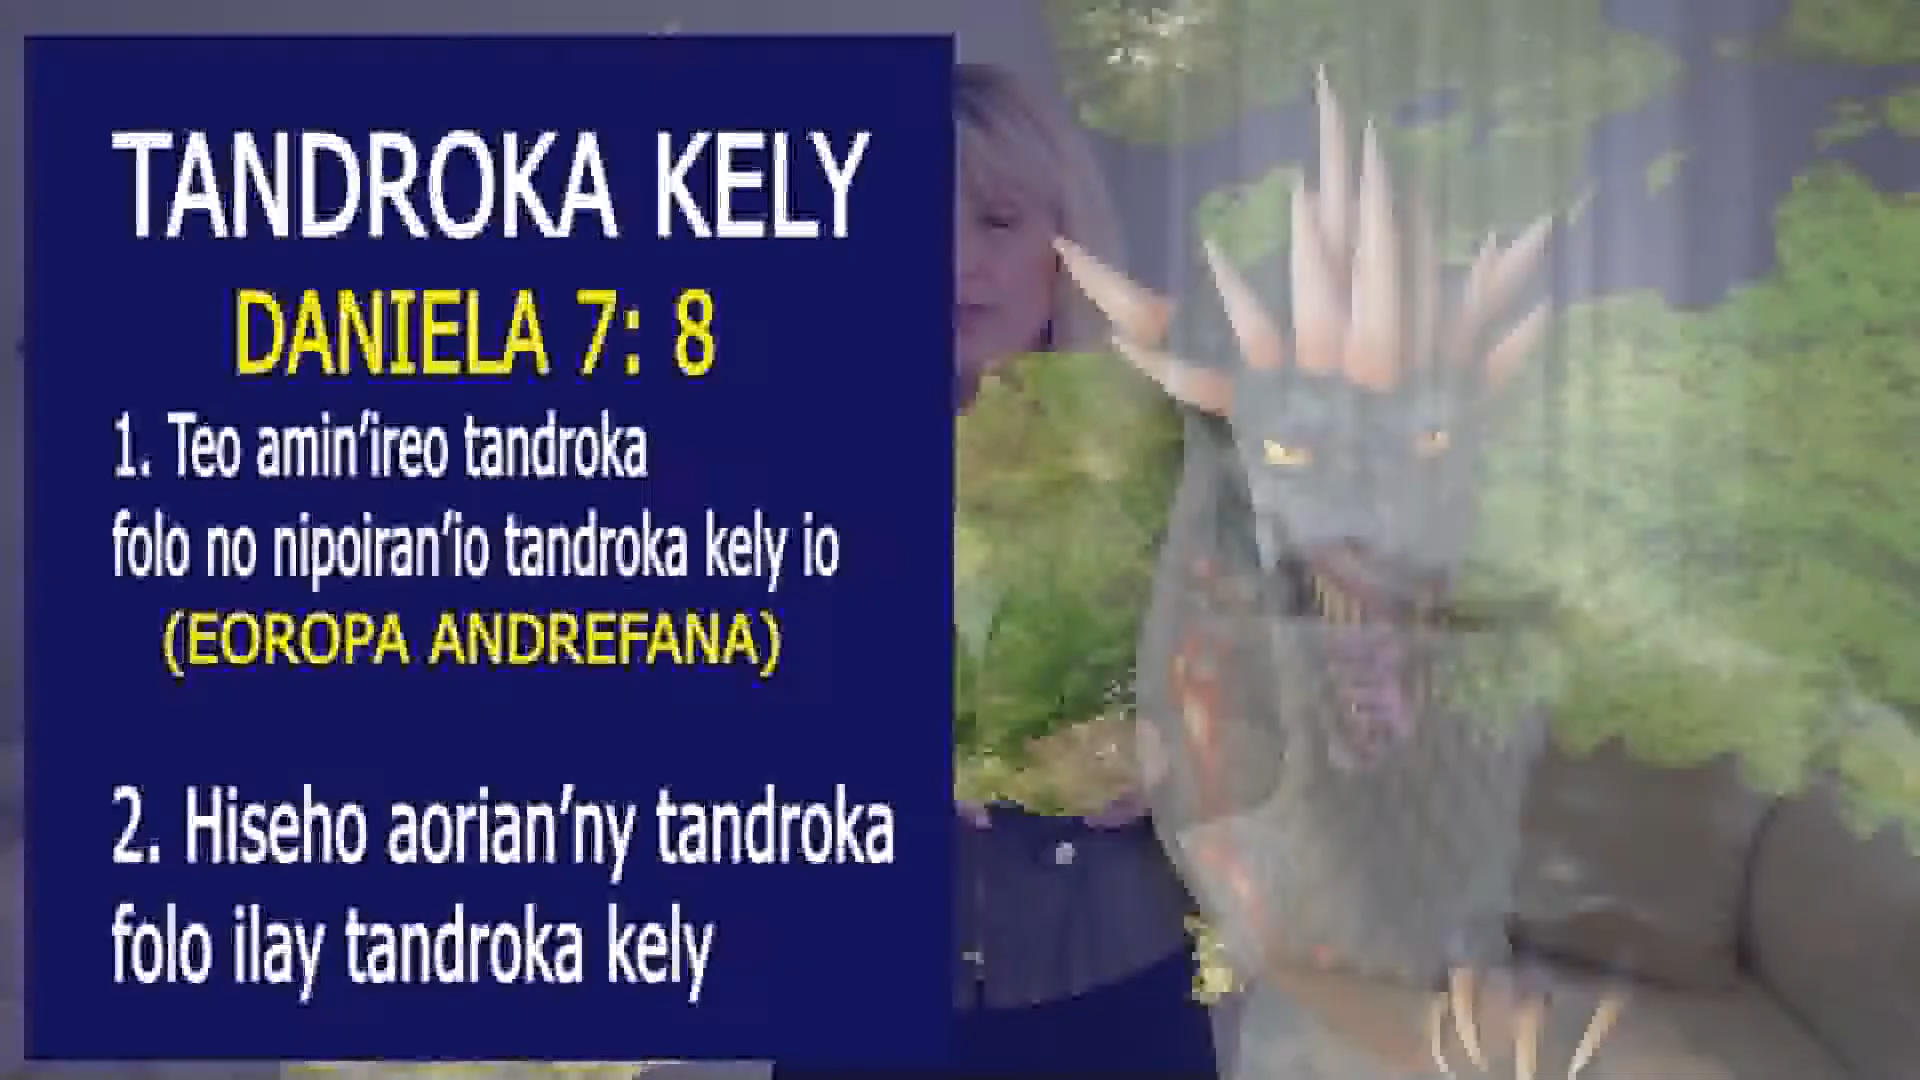 TANDROKA KELY
DANIELA 7: 8
1. Teo amin’ireo tandroka
folo no nipoiran’io tandroka kely io
(EOROPA ANDREFANA)
2. Hiseho aorian’ny tandroka
folo ilay tandroka kely